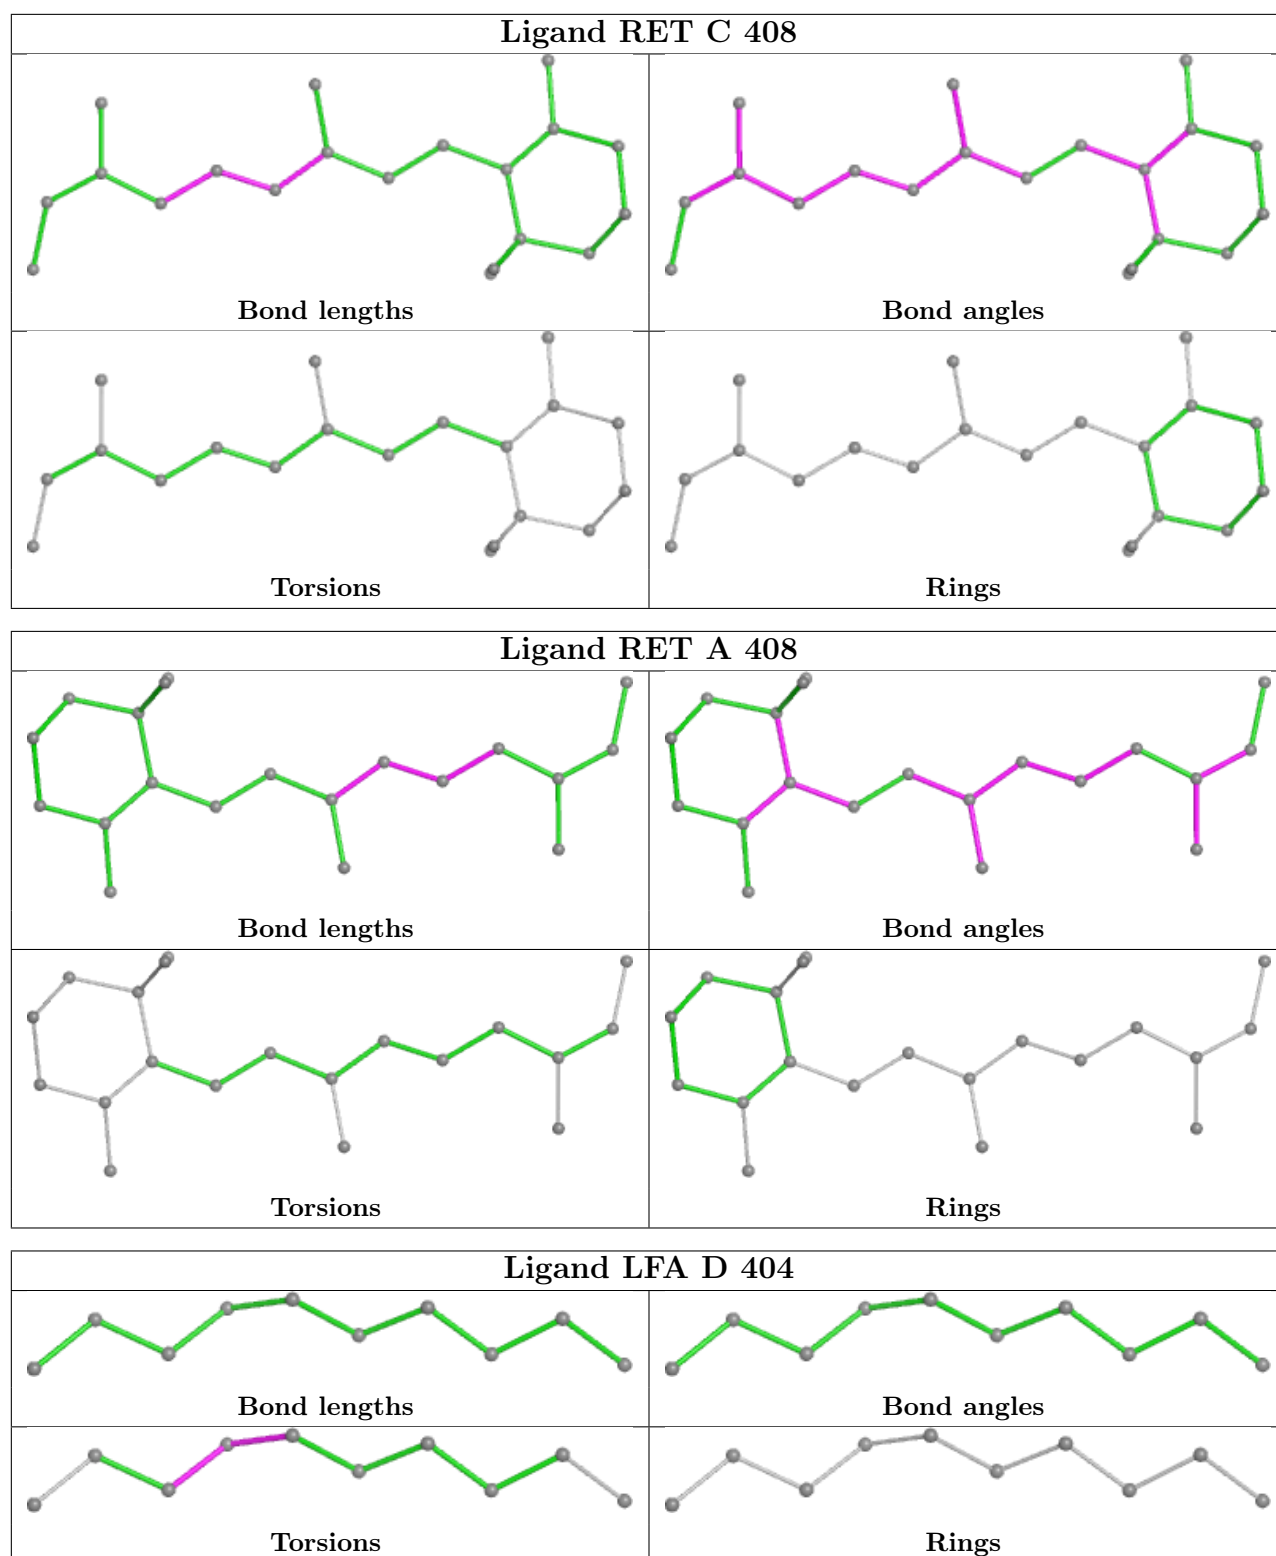 Ligand RET C 408
Bond lengths
Bond angles
Torsions
Rings
Ligand RET A 408
Bond lengths
Bond angles
Torsions
Rings
Ligand LFA D 404
Bond lengths
Bond angles
Torsions
Rings